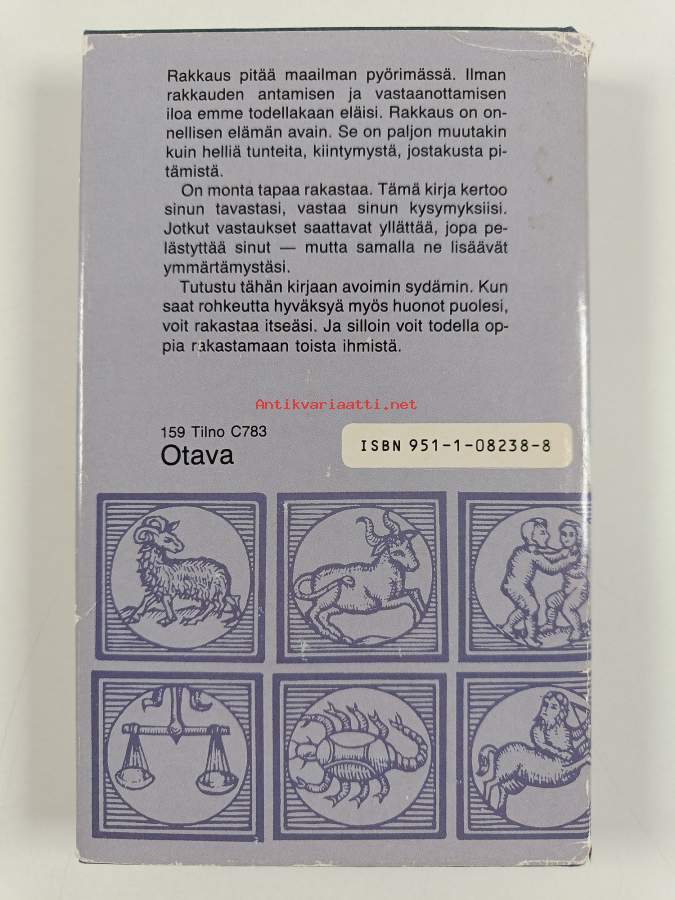 Rakkaus pitää maailman pyörimässä. Ilman
rakkauden antamisen ja vastaanottamisen
iloa emme todellakaan eläisi. Rakkaus on on-
nellisen elämän avain. Se on paljon muutakin
kuin helliä tunteita, kiintymystä, jostakusta pi-
tämistä.
On monta tapaa rakastaa. Tämä kirja kertoo
sinun tavastasi, vastaa sinun kysymyksiisi.
Jotkut vastaukset saattavat yllättää, jopa pe-
lästyttää sinut — mutta samalla ne lisäävät
ymmärtämystäsi.
Tutustu tähän kirjaan avoimin sydämin. Kun
saat rohkeutta hyväksyä myös huonot puolesi,
voit rakastaa itseäsi. Ja silloin voit todella op-
pia rakastamaan toista ihmistä.
Antikvariaatti.net
159 Tilno C783
Otava
ISBN 951-1-08238-8